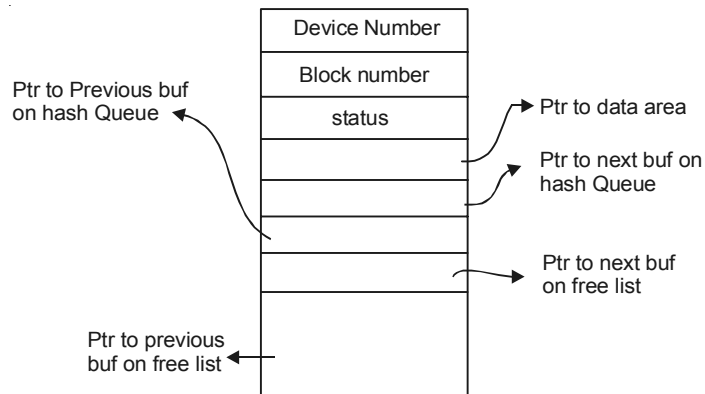 Device Number
Block number
status
Ptr to Previous buf
on hash Queue
Ptr to data area
Ptr to next buf on
hash Queue
Ptr to next buf
on free list
Ptr to previous
buf on free list